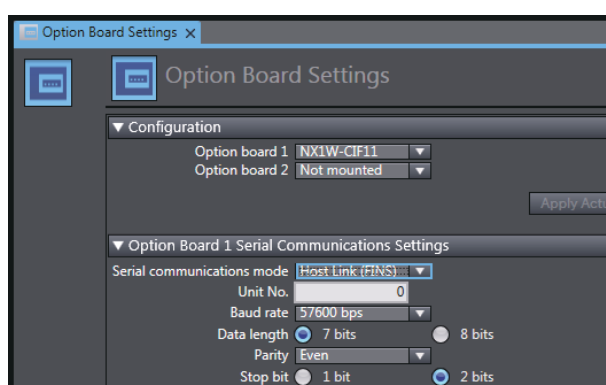 Option Board Settings
Option Board Settings
Configuration
Option board 1 NX1W-CIF11
Option board 2 Not mounted
Apply Actu
Option Board 1 Serial Communications Settings
Serial communications mode Host Link (FINS)
Unit No. 0
Baud rate 57600 bps
Data length 7 bits 8 bits
Parity Even
Stop bit 1 bit 2 bits